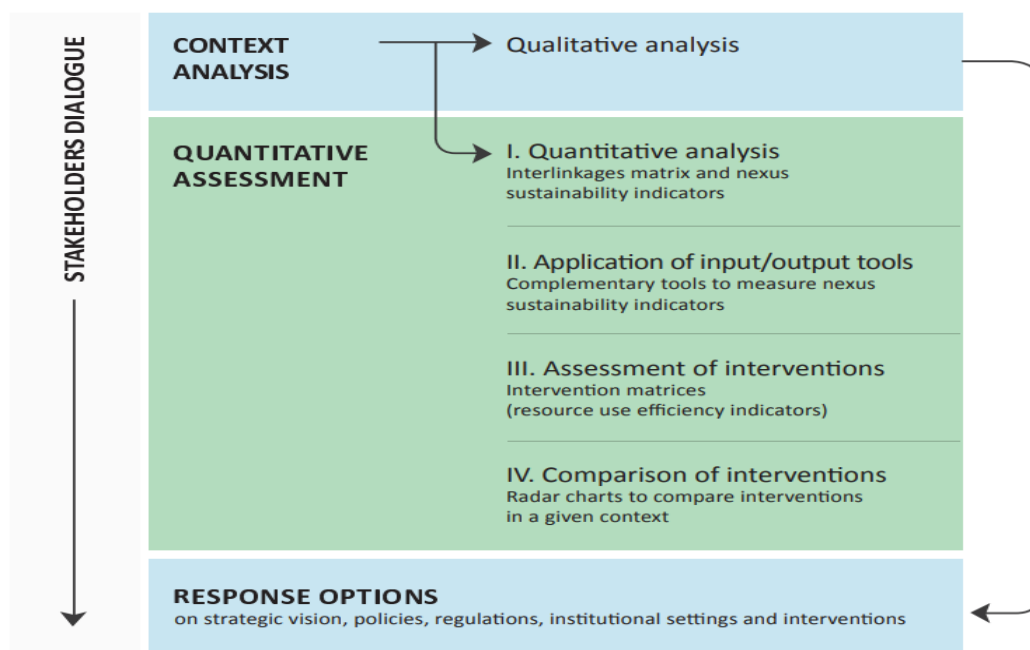 STAKEHOLDERS DIALOGUE
CONTEXT
ANALYSIS
Qualitative analysis
QUANTITATIVE
ASSESSMENT
I. Quantitative analysis
Interlinkages matrix and nexus
sustainability indicators
II. Application of input/output tools
Complementary tools to measure nexus
sustainability indicators
III. Assessment of interventions
Intervention matrices
(resource use efficiency indicators)
IV. Comparison of interventions
Radar charts to compare interventions
in a given context
RESPONSE OPTIONS
on strategic vision, policies, regulations, institutional settings and interventions